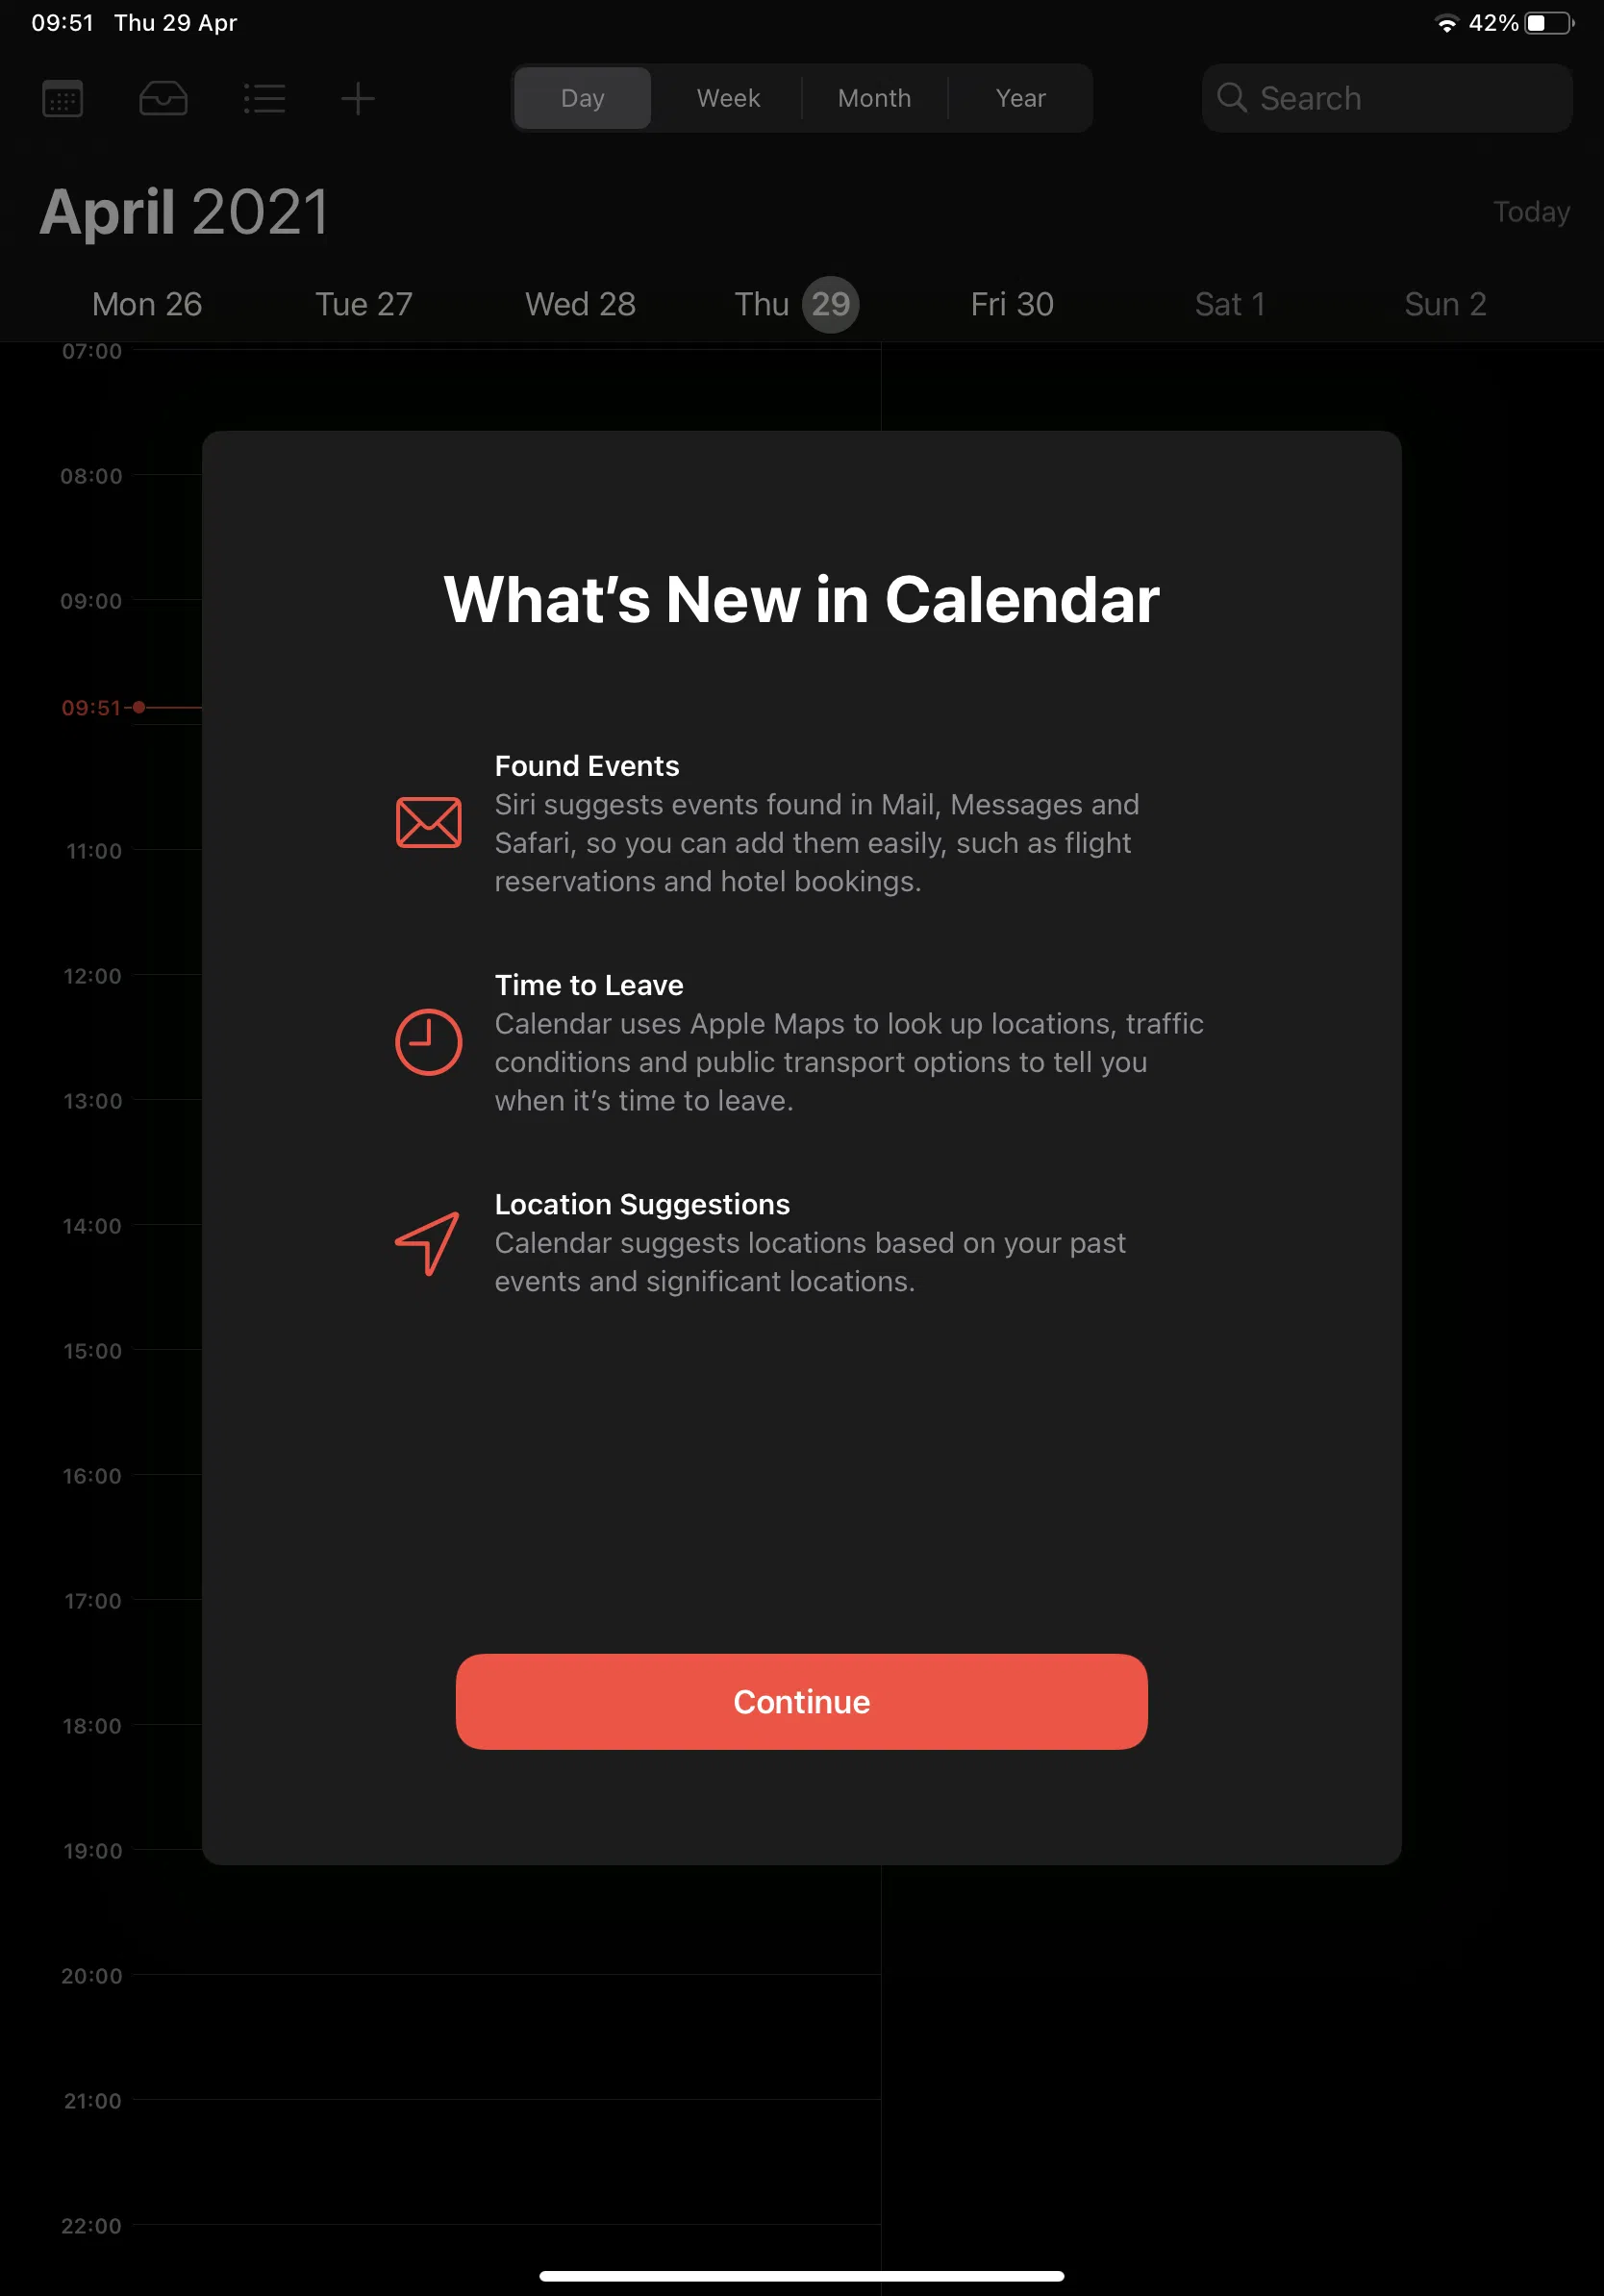 09:51 Thu 29 Apr 42%
Day Week Month Year Search
April 2021 Today
Mon 26 Tue 27 Wed 28 Thu 29 Fri 30 Sat 1 Sun 2
07:00
08:00
09:00
09:51
11:00
12:00
13:00
14:00
15:00
16:00
17:00
18:00
19:00
20:00
21:00
22:00
What’s New in Calendar
Found Events
Siri suggests events found in Mail, Messages and
Safari, so you can add them easily, such as flight
reservations and hotel bookings.
Time to Leave
Calendar uses Apple Maps to look up locations, traffic
conditions and public transport options to tell you
when it’s time to leave.
Location Suggestions
Calendar suggests locations based on your past
events and significant locations.
Continue